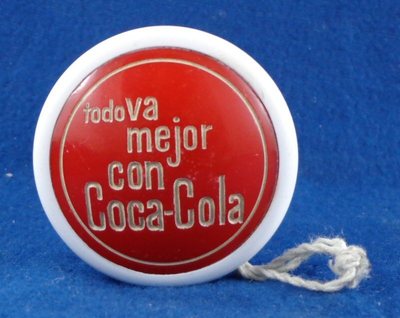 todo va
mejor
con
Coca-Cola